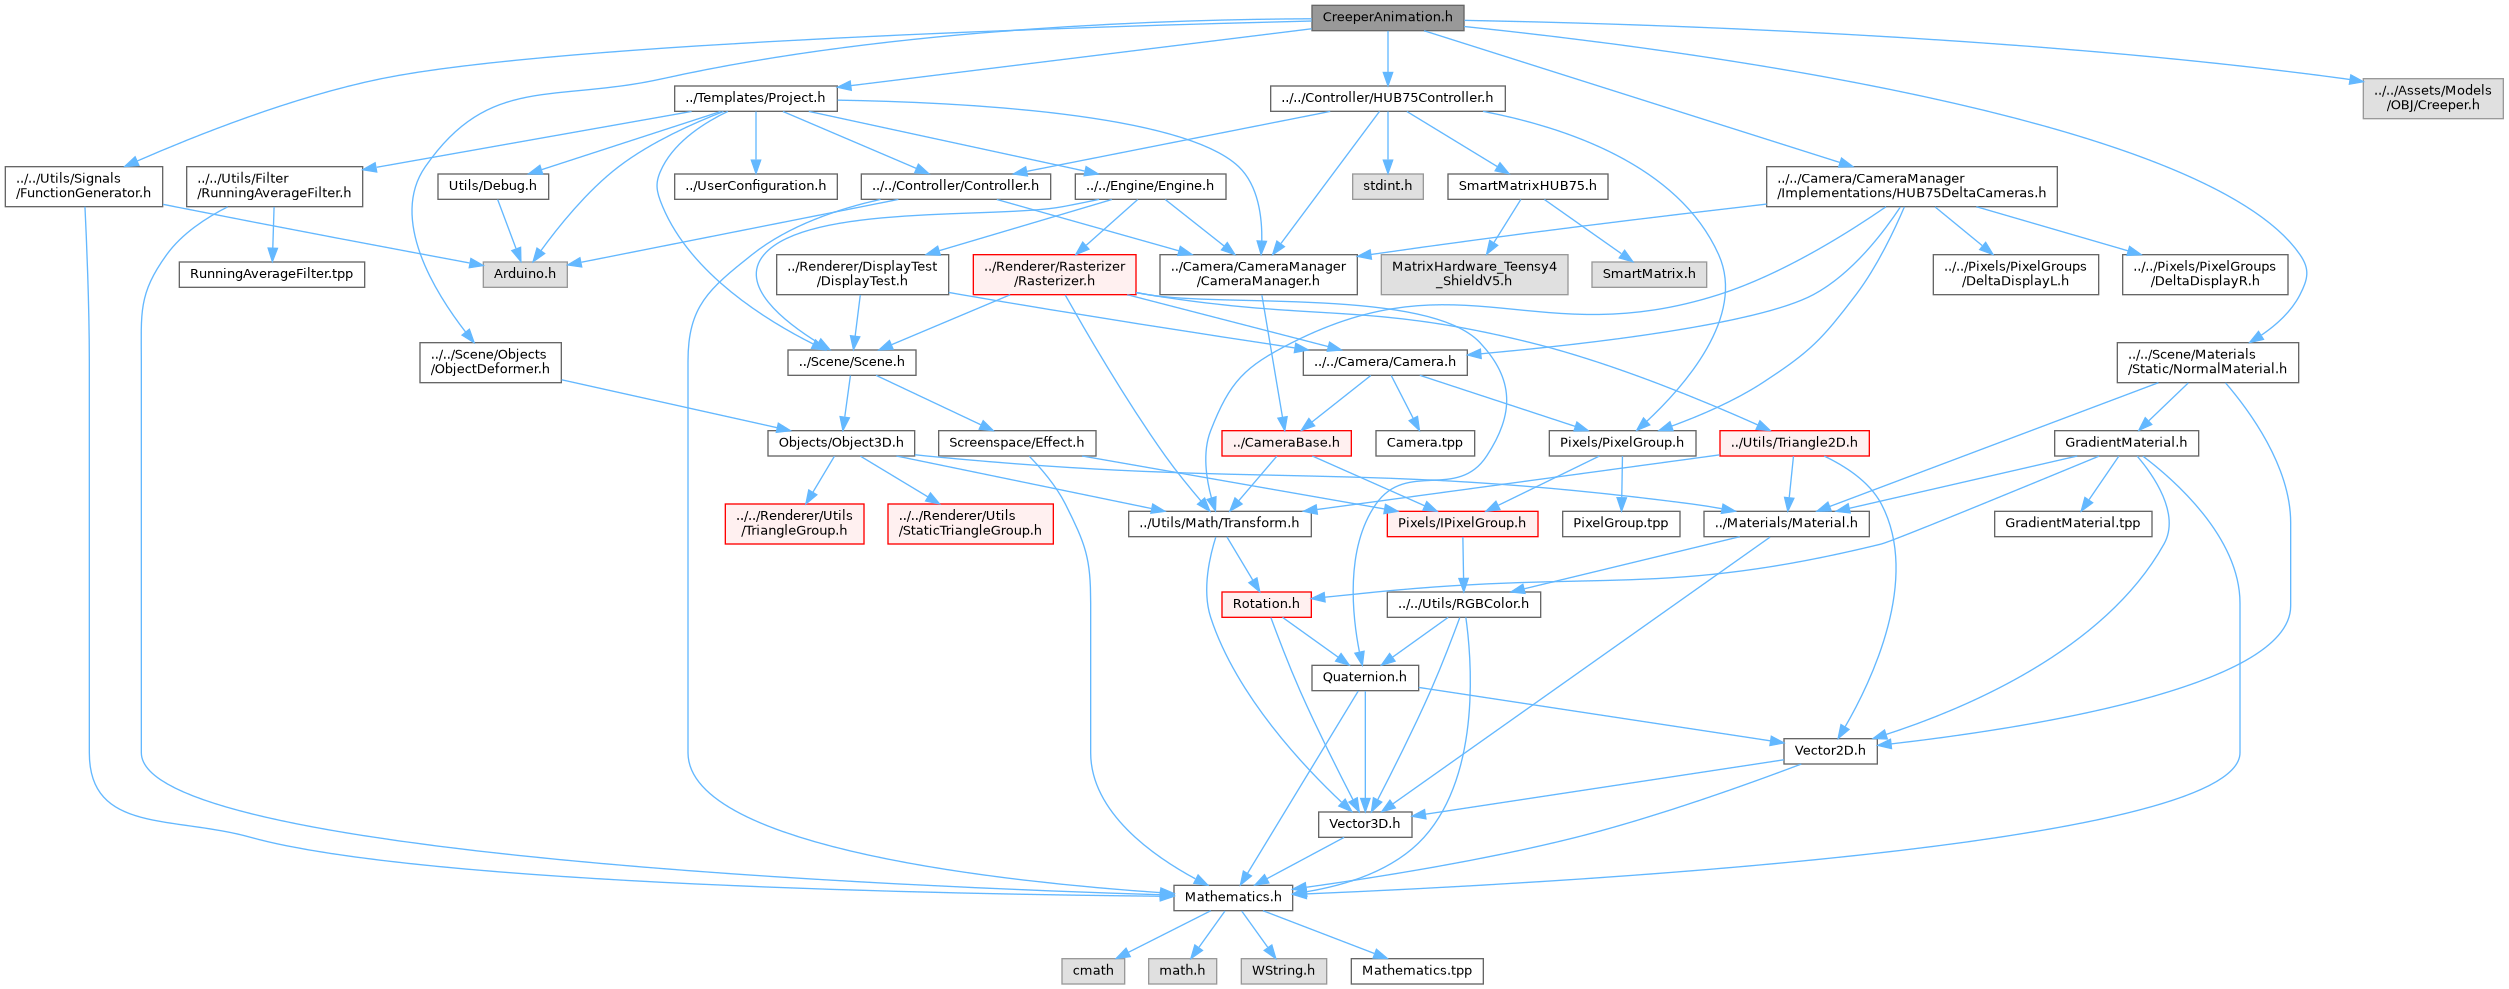 CreeperAnimation.h
../Templates/Project.h
../../Controller/HUB75Controller.h
../../Assets/Models
/OBJ/Creeper.h
../../Utils/Signals
/FunctionGenerator.h
../../Utils/Filter
/RunningAverageFilter.h
Utils/Debug.h
../UserConfiguration.h
../../Controller/Controller.h
../../Engine/Engine.h
stdint.h
SmartMatrixHUB75.h
../../Camera/CameraManager
/Implementations/HUB75DeltaCameras.h
RunningAverageFilter.tpp
Arduino.h
../Renderer/DisplayTest
/DisplayTest.h
../Renderer/Rasterizer
/Rasterizer.h
../Camera/CameraManager
/CameraManager.h
MatrixHardware_Teensy4
_ShieldV5.h
SmartMatrix.h
../../Pixels/PixelGroups
/DeltaDisplayL.h
../../Pixels/PixelGroups
/DeltaDisplayR.h
../../Scene/Objects
/ObjectDeformer.h
../Scene/Scene.h
../../Camera/Camera.h
../../Scene/Materials
/Static/NormalMaterial.h
Objects/Object3D.h
Screenspace/Effect.h
../CameraBase.h
Camera.tpp
Pixels/PixelGroup.h
../Utils/Triangle2D.h
GradientMaterial.h
../../Renderer/Utils
/TriangleGroup.h
../../Renderer/Utils
/StaticTriangleGroup.h
../Utils/Math/Transform.h
Pixels/IPixelGroup.h
PixelGroup.tpp
../Materials/Material.h
GradientMaterial.tpp
Rotation.h
../../Utils/RGBColor.h
Quaternion.h
Vector2D.h
Vector3D.h
Mathematics.h
cmath
math.h
WString.h
Mathematics.tpp